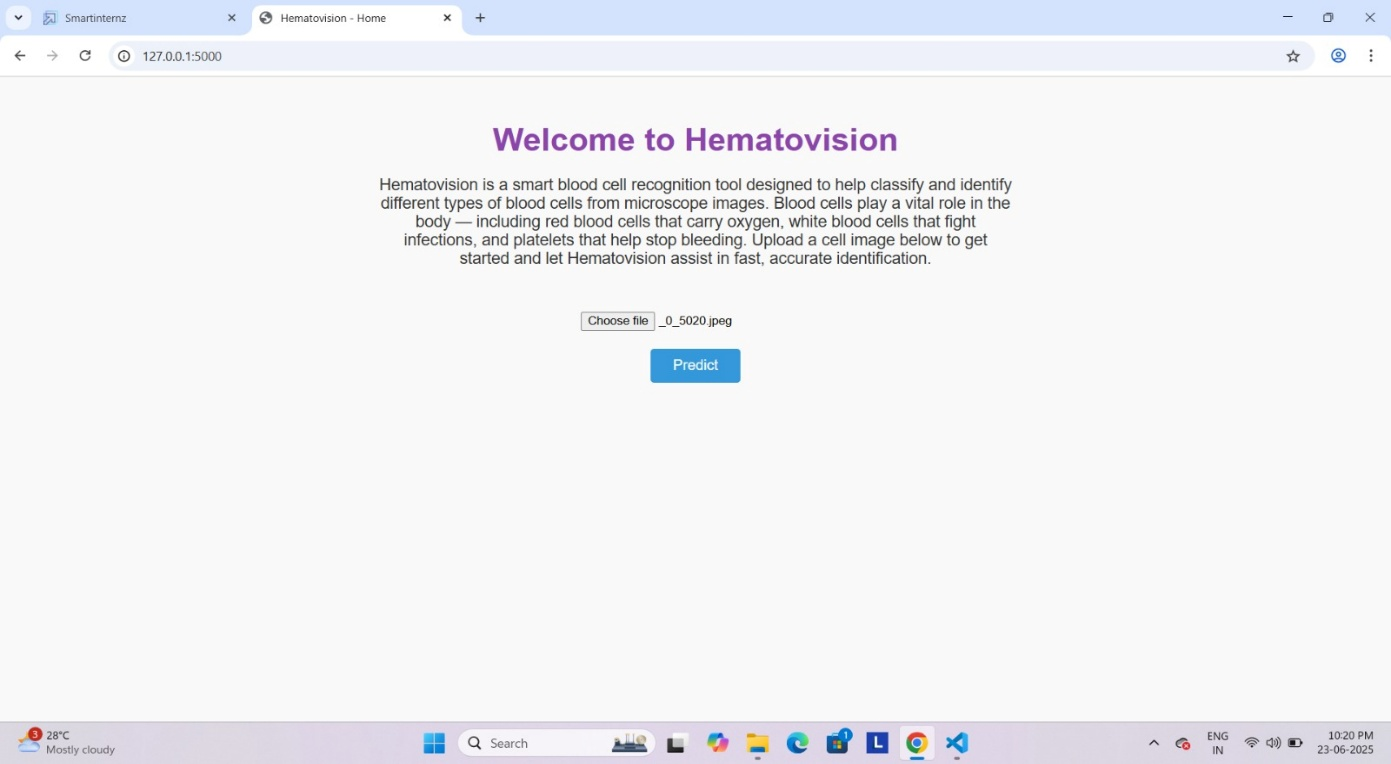 Smartinternz
Hematovision - Home
127.0.0.1:5000
Welcome to Hematovision
Hematovision is a smart blood cell recognition tool designed to help classify and identify
different types of blood cells from microscope images. Blood cells play a vital role in the
body — including red blood cells that carry oxygen, white blood cells that fight
infections, and platelets that help stop bleeding. Upload a cell image below to get
started and let Hematovision assist in fast, accurate identification.
Choose file _0_5020.jpeg
Predict
3
28°C
Mostly cloudy
Search
1
L
ENG
IN
10:20 PM
23-06-2025